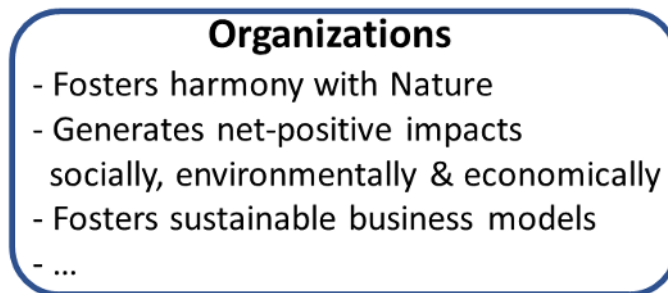 Organizations
- Fosters harmony with Nature
- Generates net-positive impacts
socially, environmentally & economically
- Fosters sustainable business models
- ...